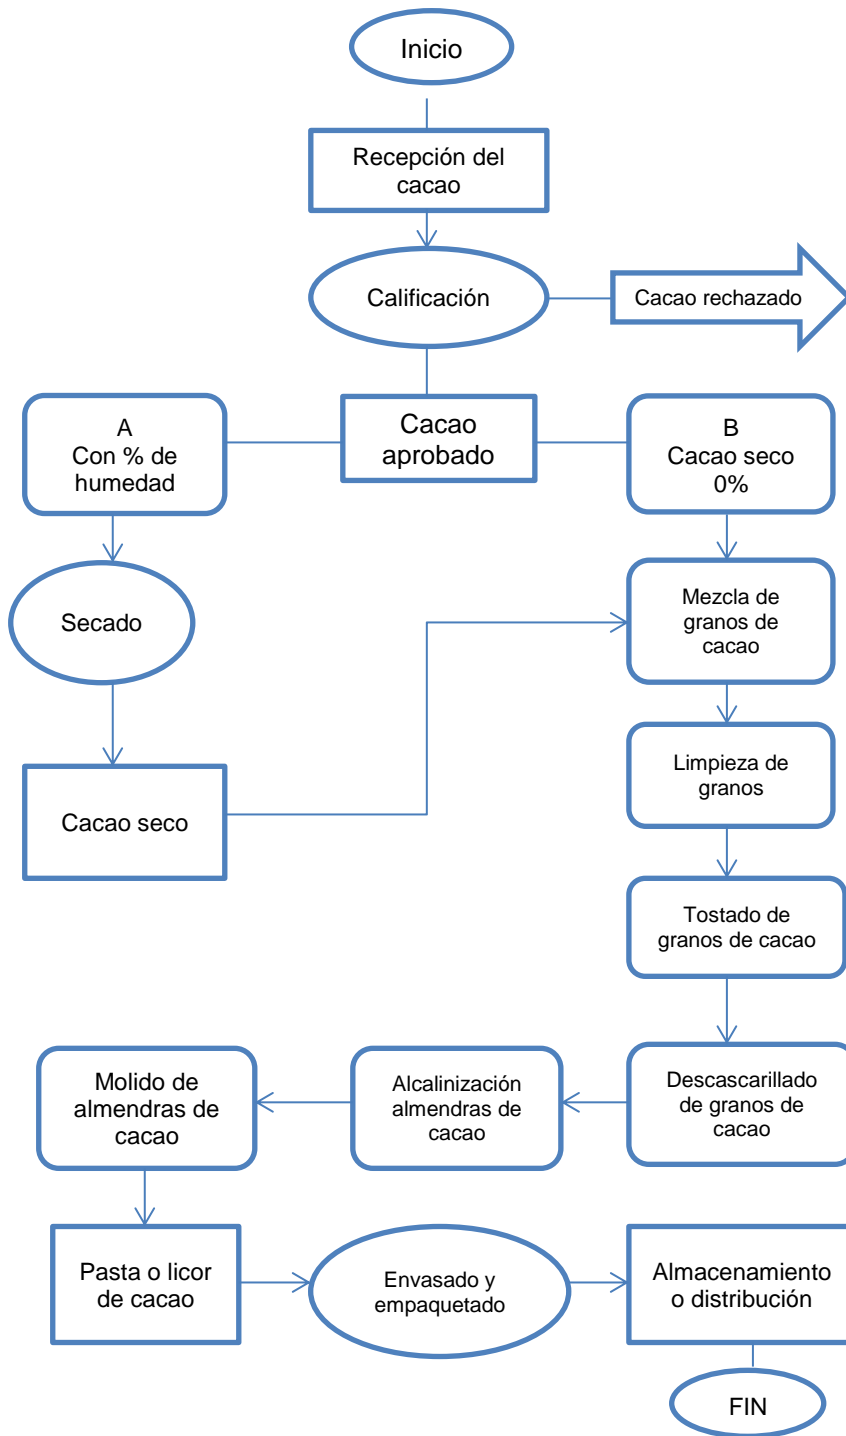 Inicio
Recepción del
cacao
Calificación
Cacao rechazado
A
Con % de
humedad
Cacao
aprobado
B
Cacao seco
0%
Secado
Mezcla de
granos de
cacao
Limpieza de
granos
Cacao seco
Tostado de
granos de cacao
Molido de
almendras de
cacao
Alcalinización
almendras de
cacao
Descascarillado
de granos de
cacao
Pasta o licor
de cacao
Envasado y
empaquetado
Almacenamiento
o distribución
FIN